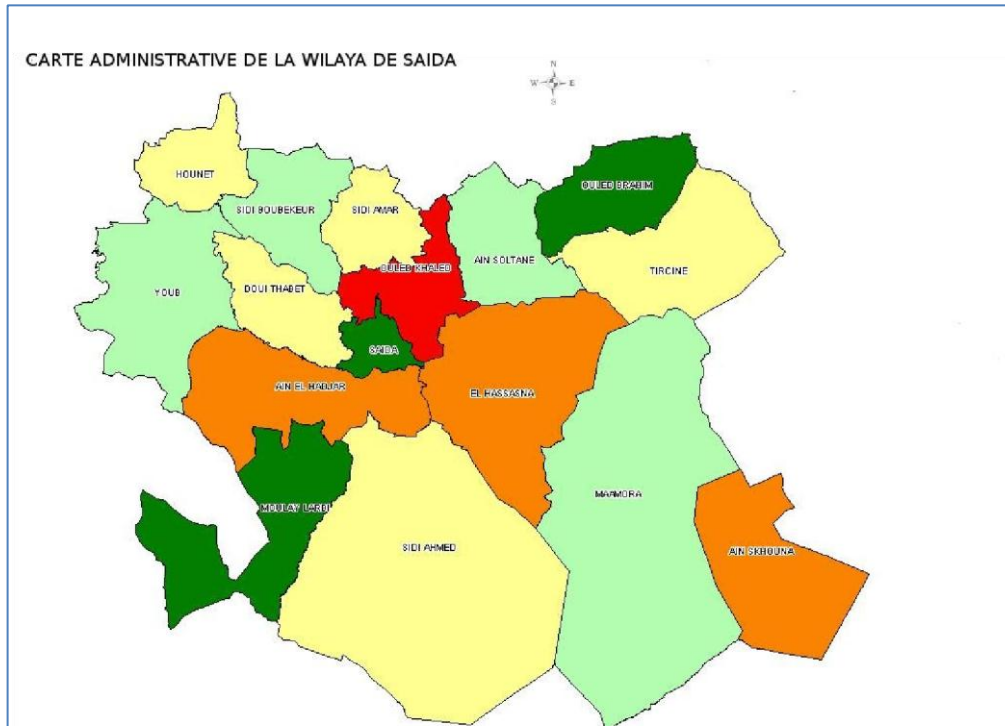 CARTE ADMINISTRATIVE DE LA WILAYA DE SAIDA
N
W E
S
HOUNET
OULED BRAHIM
SIDI BOUBEKEUR
SIDI AMAR
OULED KHALED
AIN SOLTANE
TIRCINE
YOUB
DOUI THABET
SAIDA
AIN EL HADJAR
EL HASSASNA
MAAMORA
MOULAY LARBI
SIDI AHMED
AIN SKHOUNA